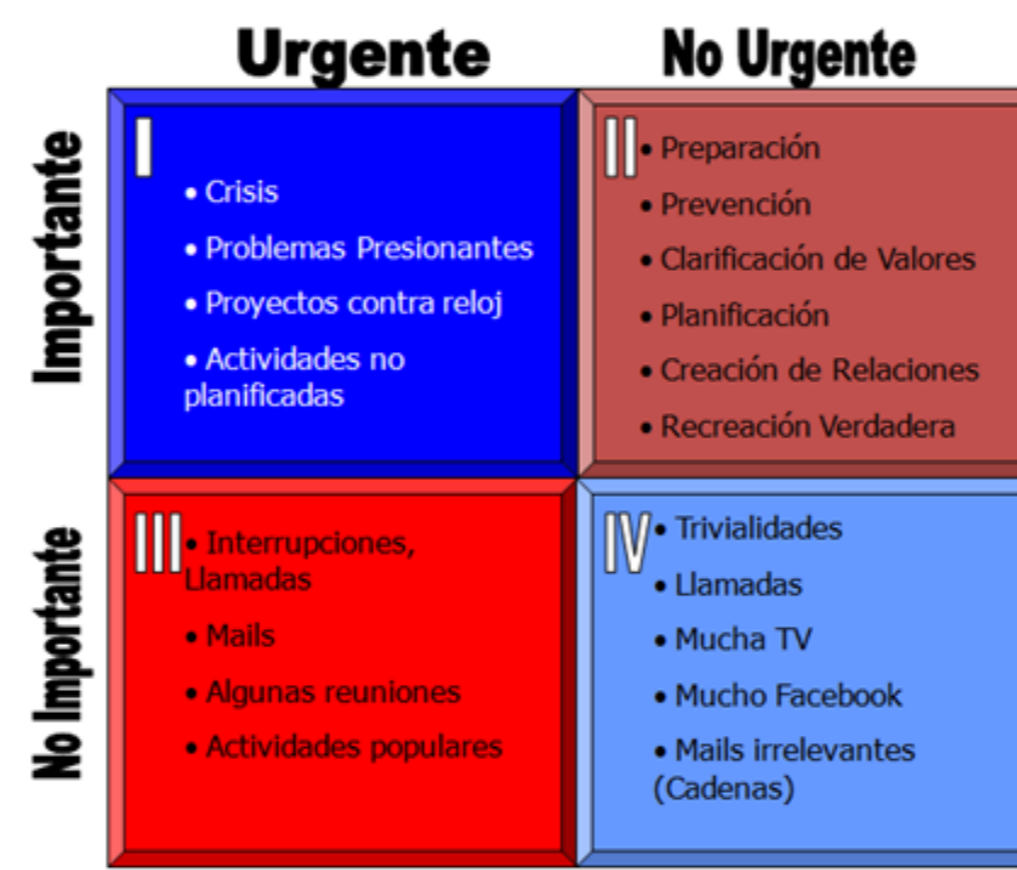 Urgente
No Urgente
Importante
I
• Crisis
• Problemas Presionantes
• Proyectos contra reloj
• Actividades no
planificadas
II
• Preparación
• Prevención
• Clarificación de Valores
• Planificación
• Creación de Relaciones
• Recreación Verdadera
No Importante
III
• Interrupciones,
Llamadas
• Mails
• Algunas reuniones
• Actividades populares
IV
• Trivialidades
• Llamadas
• Mucha TV
• Mucho Facebook
• Mails irrelevantes
(Cadenas)